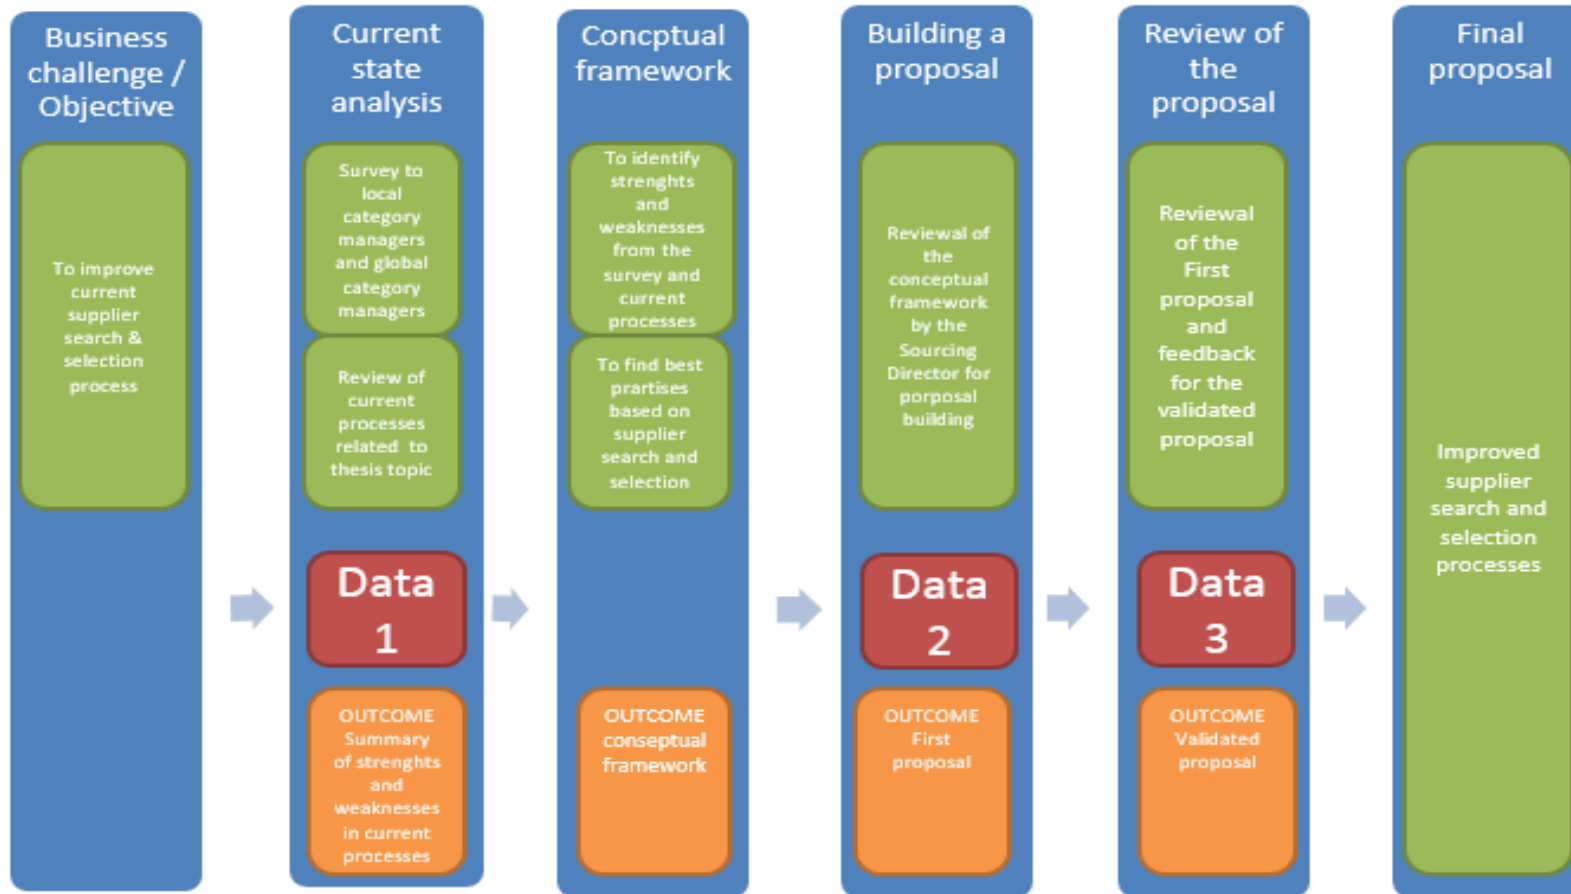 Business
challenge /
Objective
To improve
current
supplier
search &
selection
process
Current
state
analysis
Survey to
local
category
managers
and global
category
managers
Review of
current
processes
related to
thesis topic
Data
1
OUTCOME
Summary
of strenghts
and
weaknesses
in current
processes
Concptual
framework
To identify
strenghts
and
weaknesses
from the
survey and
current
processes
To find best
prartises
based on
supplier
search and
selection
OUTCOME
conseptual
framework
Building a
proposal
Reviewal of
the
conceptual
framework
by the
Sourcing
Director for
porposal
building
Data
2
OUTCOME
First
proposal
Review of
the
proposal
Reviewal
of the
First
proposal
and
feedback
for the
validated
proposal
Data
3
OUTCOME
Validated
proposal
Final
proposal
Improved
supplier
search and
selection
processes